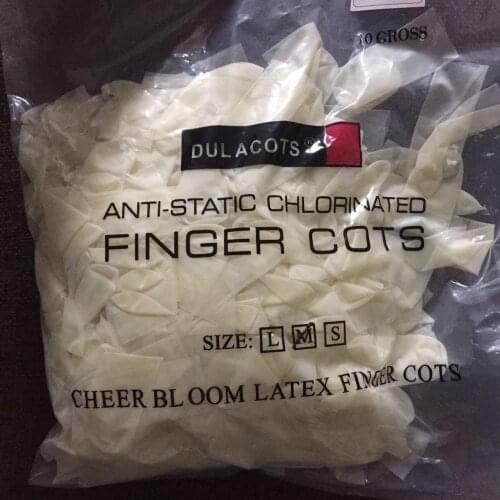 10 GROSS
DULACOTS®
ANTI-STATIC CHLORINATED
FINGER COTS
SIZE: L M S
CHEER BLOOM LATEX FINGER COTS